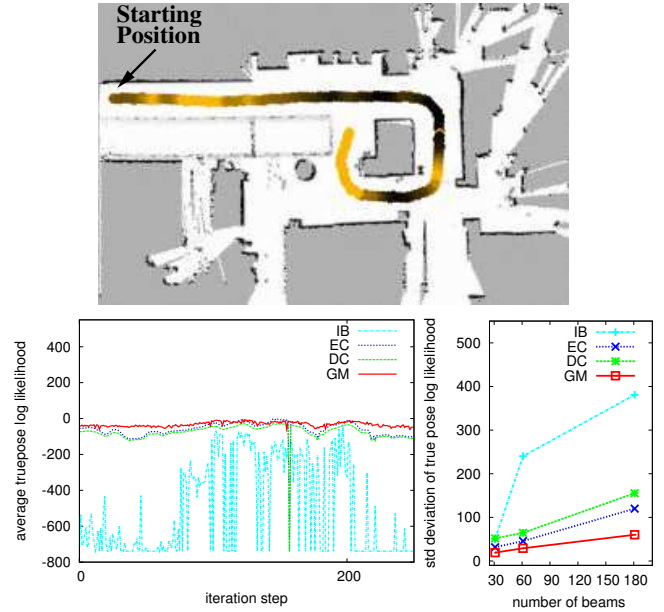 Starting
Position
average truepose log likelihood
400
200
0
-200
-400
-600
-800
0
200
iteration step
IB
EC
DC
GM
std deviation of true pose log likelihood
500
400
300
200
100
0
30 60 90 120 150 180
number of beams
IB
EC
DC
GM